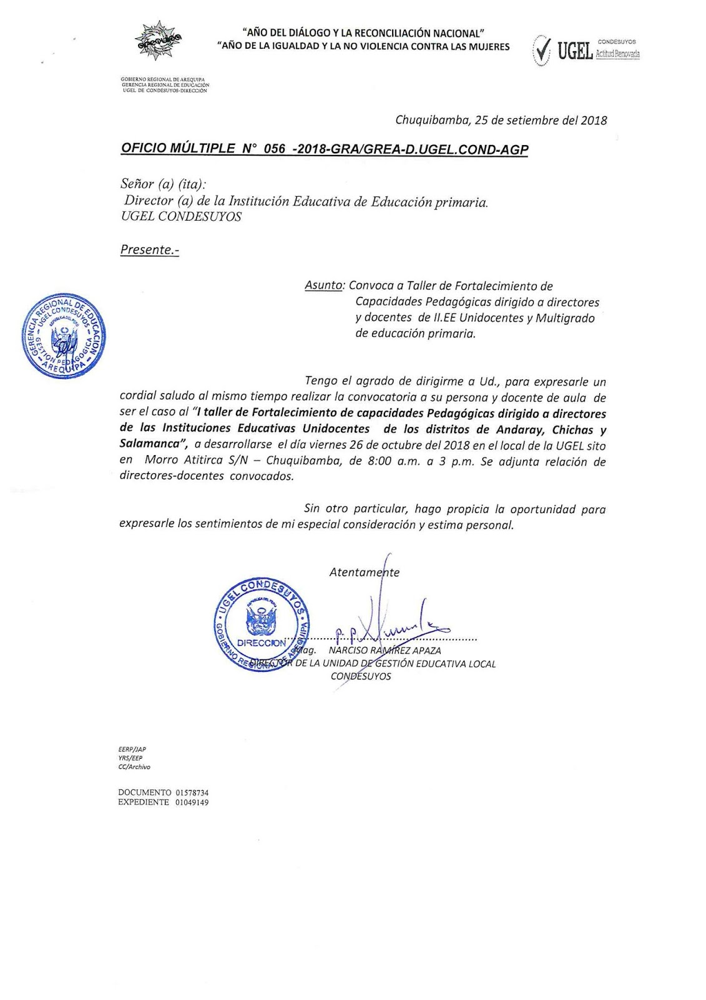 “AÑO DEL DIÁLOGO Y LA RECONCILIACIÓN NACIONAL”
“AÑO DE LA IGUALDAD Y LA NO VIOLENCIA CONTRA LAS MUJERES
arequipa
UGEL CONDESUYOS
Actitud Renovada
GOBIERNO REGIONAL DE AREQUIPA
GERENCIA REGIONAL DE EDUCACIÓN
UGEL DE CONDESUYOS-DIRECCIÓN
Chuquibamba, 25 de setiembre del 2018
OFICIO MÚLTIPLE N° 056 -2018-GRA/GREA-D.UGEL.COND-AGP
Señor (a) (ita):
Director (a) de la Institución Educativa de Educación primaria.
UGEL CONDESUYOS
Presente.-
Asunto: Convoca a Taller de Fortalecimiento de
Capacidades Pedagógicas dirigido a directores
y docentes de II.EE Unidocentes y Multigrado
de educación primaria.
GERENCIA REGIONAL DE EDUCACIÓN
UGEL CONDESUYOS
REPUBLICA DEL PERU
GESTIÓN PEDAGOGICA
AREQUIPA
Tengo el agrado de dirigirme a Ud., para expresarle un
cordial saludo al mismo tiempo realizar la convocatoria a su persona y docente de aula de
ser el caso al “I taller de Fortalecimiento de capacidades Pedagógicas dirigido a directores
de las Instituciones Educativas Unidocentes de los distritos de Andaray, Chichas y
Salamanca”, a desarrollarse el día viernes 26 de octubre del 2018 en el local de la UGEL sito
en Morro Atitirca S/N – Chuquibamba, de 8:00 a.m. a 3 p.m. Se adjunta relación de
directores-docentes convocados.
Sin otro particular, hago propicia la oportunidad para
expresarle los sentimientos de mi especial consideración y estima personal.
Atentamente
UGEL CONDESUYOS
REPUBLICA DEL PERU
DIRECCION
GOBIERNO REGIONAL DE AREQUIPA
p.p
Mag. NARCISO RAMÍREZ APAZA
DIRECTOR DE LA UNIDAD DE GESTIÓN EDUCATIVA LOCAL
CONDESUYOS
EERP/JAP
YRS/EEP
CC/Archivo
DOCUMENTO 01578734
EXPEDIENTE 01049149